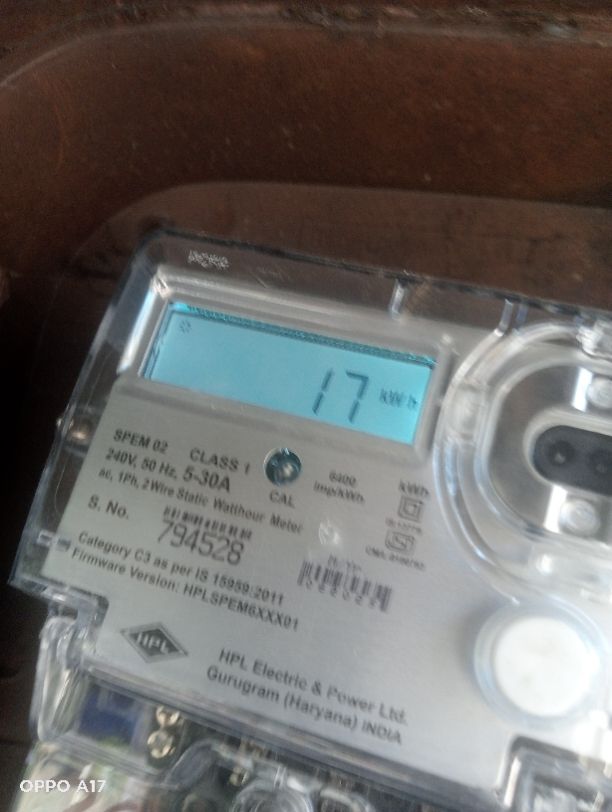 17 kWh
SPEM 02 CLASS 1
240V, 50 Hz, 5-30A
CAL
6400
imp/kWh
kWh
ac, 1Ph, 2Wire Static Watthour Meter
S. No.
794528
Category C3 as per IS 15959:2011
Firmware Version: HPLSPEM6XXX01
HPL
HPL Electric & Power Ltd.
Gurugram (Haryana) INDIA
OPPO A17